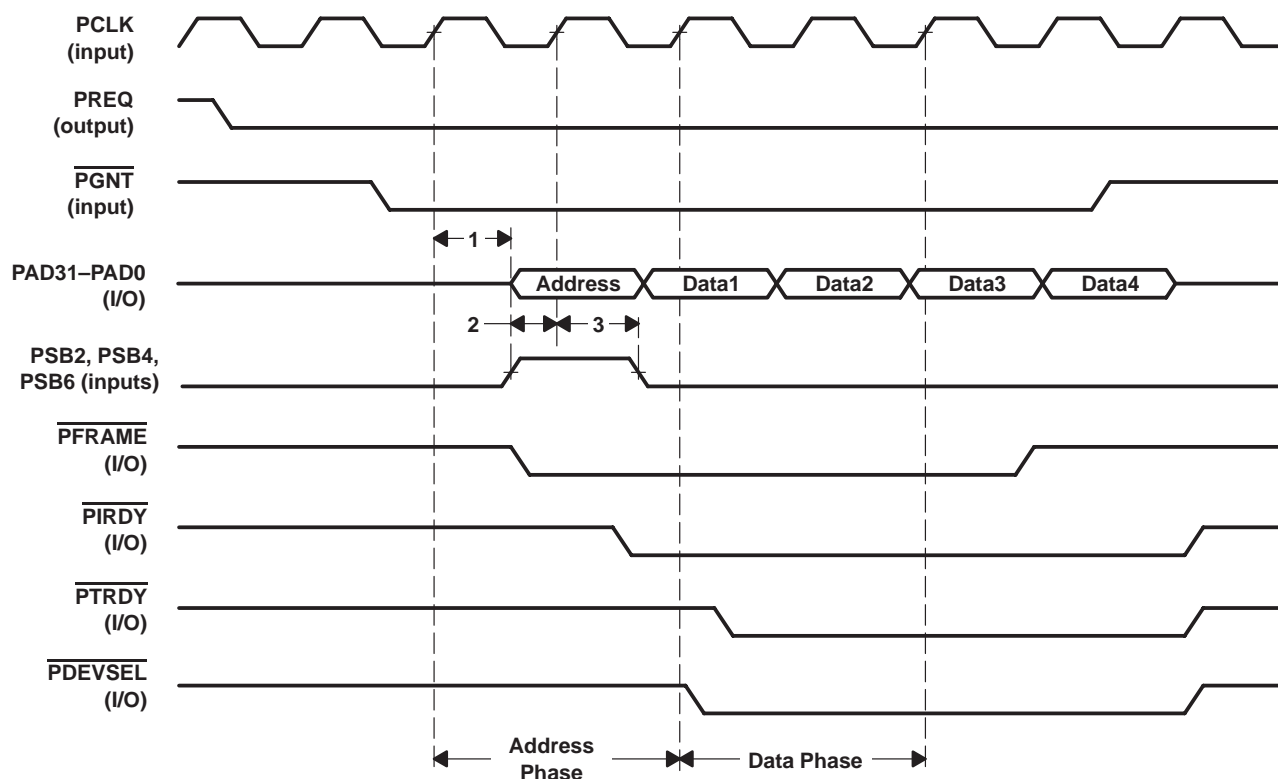 PCLK
(input)
PREQ
(output)
PGNT
(input)
1
PAD31–PAD0
(I/O)
Address
Data1
Data2
Data3
Data4
2
3
PSB2, PSB4,
PSB6 (inputs)
PFRAME
(I/O)
PIRDY
(I/O)
PTRDY
(I/O)
PDEVSEL
(I/O)
Address
Phase
Data Phase